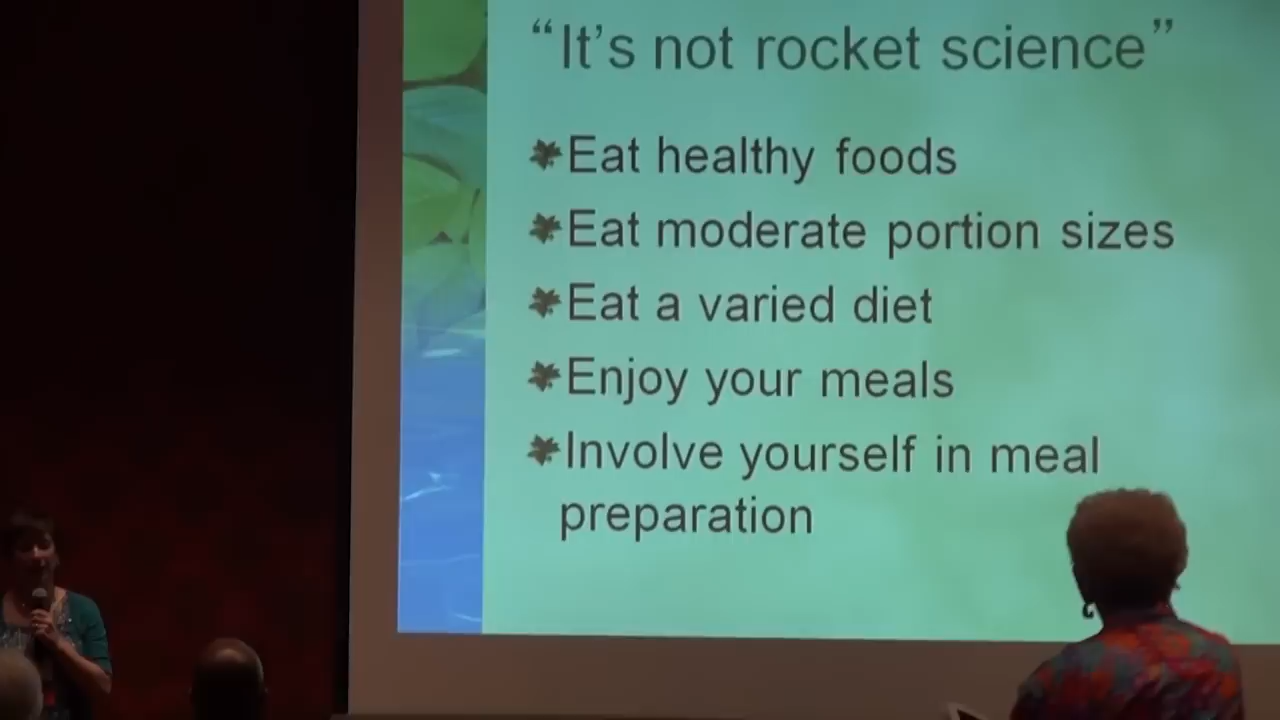 “It’s not rocket science”
Eat healthy foods
Eat moderate portion sizes
Eat a varied diet
Enjoy your meals
Involve yourself in meal
preparation